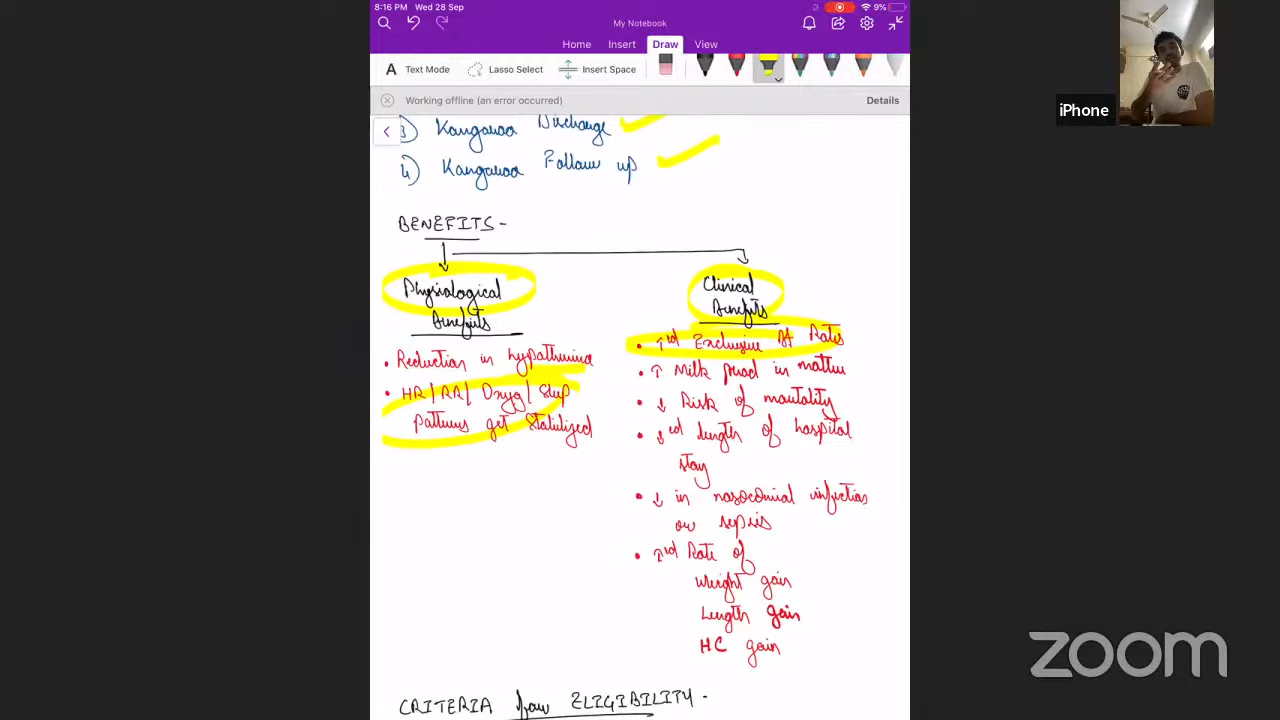 8:16 PM Wed 28 Sep
9%
My Notebook
Home Insert Draw View
A Text Mode Lasso Select Insert Space
Working offline (an error occurred) Details
iPhone
3) Kangaroo Discharge
4) Kangaroo Follow up
BENEFITS -
Physiological
Benefits
• Reduction in hypothermia
• HR/RR/ Oxyg/ Sleep
patterns get stabilized
Clinical
Benefits
• ↑ed Exclusive Bf Rates
• ↑ Milk prod in mother
• ↓ Risk of mortality
• ↓ed length of hospital
stay
• ↓ in nosocomial infection
or sepsis
• ↑ed Rate of
Weight gain
Length gain
HC gain
CRITERIA for ELIGIBILITY -
zoom